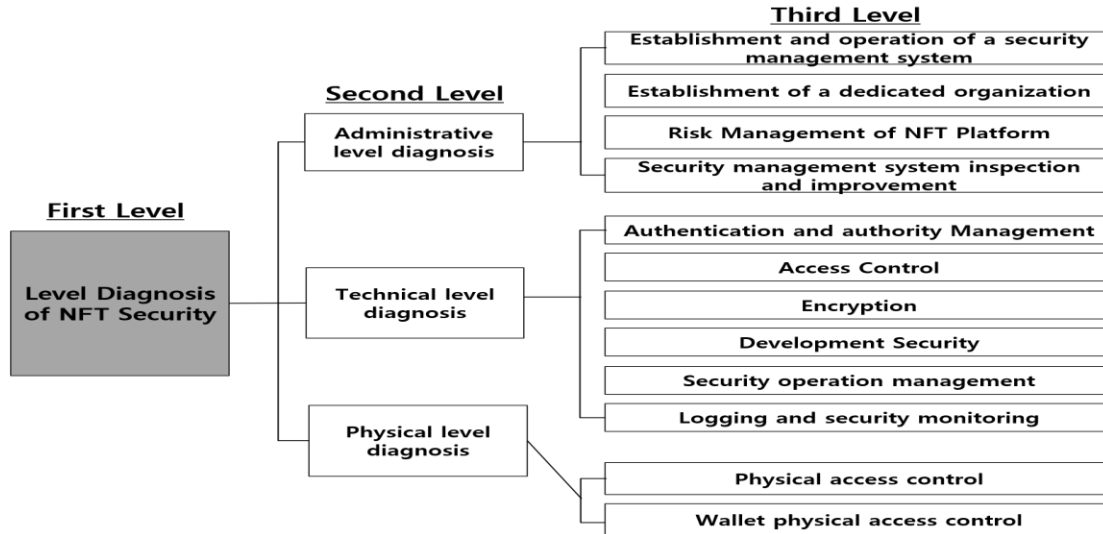 Third Level
Establishment and operation of a security
management system
Second Level
Establishment of a dedicated organization
Administrative
level diagnosis
Risk Management of NFT Platform
Security management system inspection
and improvement
First Level
Authentication and authority Management
Level Diagnosis
of NFT Security
Technical level
diagnosis
Access Control
Encryption
Development Security
Security operation management
Logging and security monitoring
Physical level
diagnosis
Physical access control
Wallet physical access control